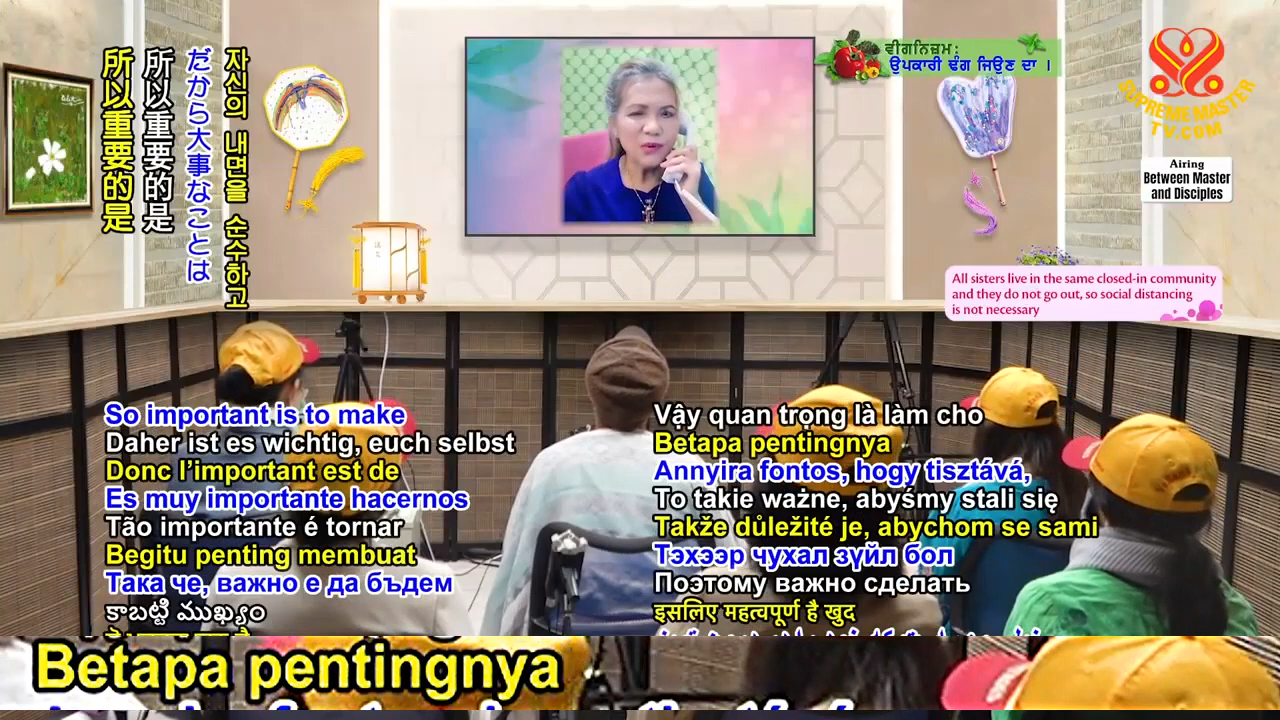 所以重要的是
所以重要的是
だから大事なことは
자신의 내면을 순수하고
ਵੀਗਨਿਜ਼ਮ:
ਉਪਕਾਰੀ ਢੰਗ ਜਿਉਣ ਦਾ ।
SUPREME MASTER
TV.COM
Airing
Between Master
and Disciples
All sisters live in the same closed-in community
and they do not go out, so social distancing
is not necessary
So important is to make
Daher ist es wichtig, euch selbst
Donc l’important est de
Es muy importante hacernos
Tão importante é tornar
Begitu penting membuat
Така че, важно е да бъдем
కాబట్టి ముఖ్యం
Vậy quan trọng là làm cho
Betapa pentingnya
Annyira fontos, hogy tisztává,
To takie ważne, abyśmy stali się
Takže důležité je, abychom se sami
Тэхээр чухал зүйл бол
Поэтому важно сделать
इसलिए महत्वपूर्ण है खुद
Betapa pentingnya